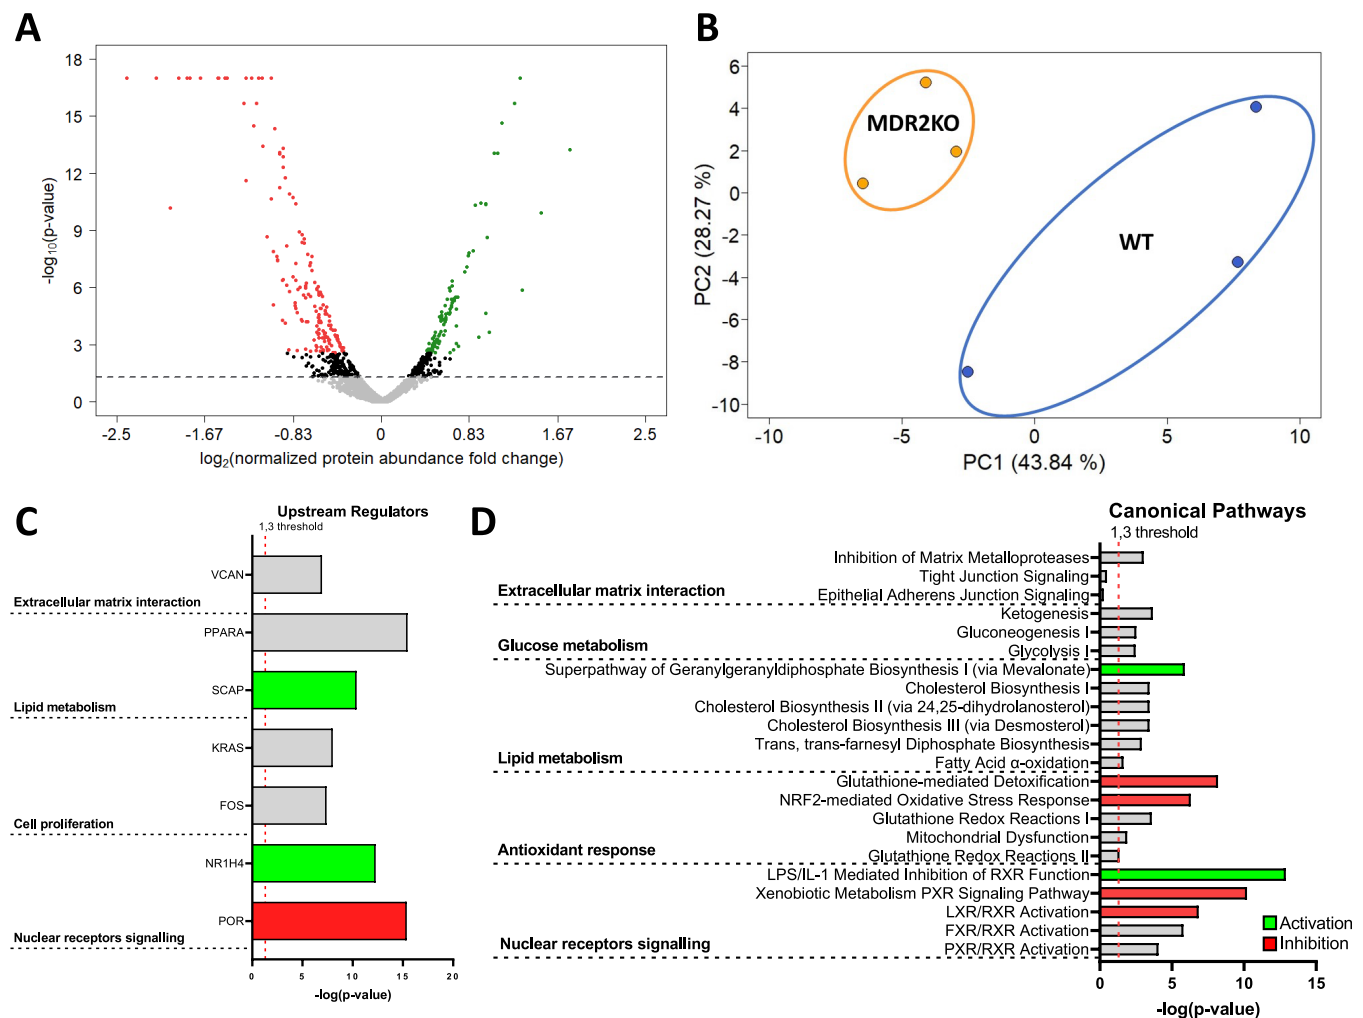 A
18
15
12
9
6
3
0
-log10(p-value)
-2.5
-1.67
-0.83
0
0.83
1.67
2.5
log2(normalized protein abundance fold change)
B
6
4
2
0
-2
-4
-6
-8
-10
PC2 (28.27 %)
MDR2KO
WT
-10
-5
0
5
10
PC1 (43.84 %)
C
Upstream Regulators
1,3 threshold
VCAN
Extracellular matrix interaction
PPARA
SCAP
Lipid metabolism
KRAS
FOS
Cell proliferation
NR1H4
POR
Nuclear receptors signalling
0
5
10
15
20
-log(p-value)
D
Canonical Pathways
1,3 threshold
Inhibition of Matrix Metalloproteases
Tight Junction Signaling
Extracellular matrix interaction
Epithelial Adherens Junction Signaling
Ketogenesis
Gluconeogenesis I
Glucose metabolism
Glycolysis I
Superpathway of Geranylgeranyldiphosphate Biosynthesis I (via Mevalonate)
Cholesterol Biosynthesis I
Cholesterol Biosynthesis II (via 24,25-dihydrolanosterol)
Cholesterol Biosynthesis III (via Desmosterol)
Trans, trans-farnesyl Diphosphate Biosynthesis
Lipid metabolism
Fatty Acid α-oxidation
Glutathione-mediated Detoxification
NRF2-mediated Oxidative Stress Response
Glutathione Redox Reactions I
Mitochondrial Dysfunction
Antioxidant response
Glutathione Redox Reactions II
LPS/IL-1 Mediated Inhibition of RXR Function
Xenobiotic Metabolism PXR Signaling Pathway
LXR/RXR Activation
FXR/RXR Activation
Nuclear receptors signalling
PXR/RXR Activation
Activation
Inhibition
0
5
10
15
-log(p-value)